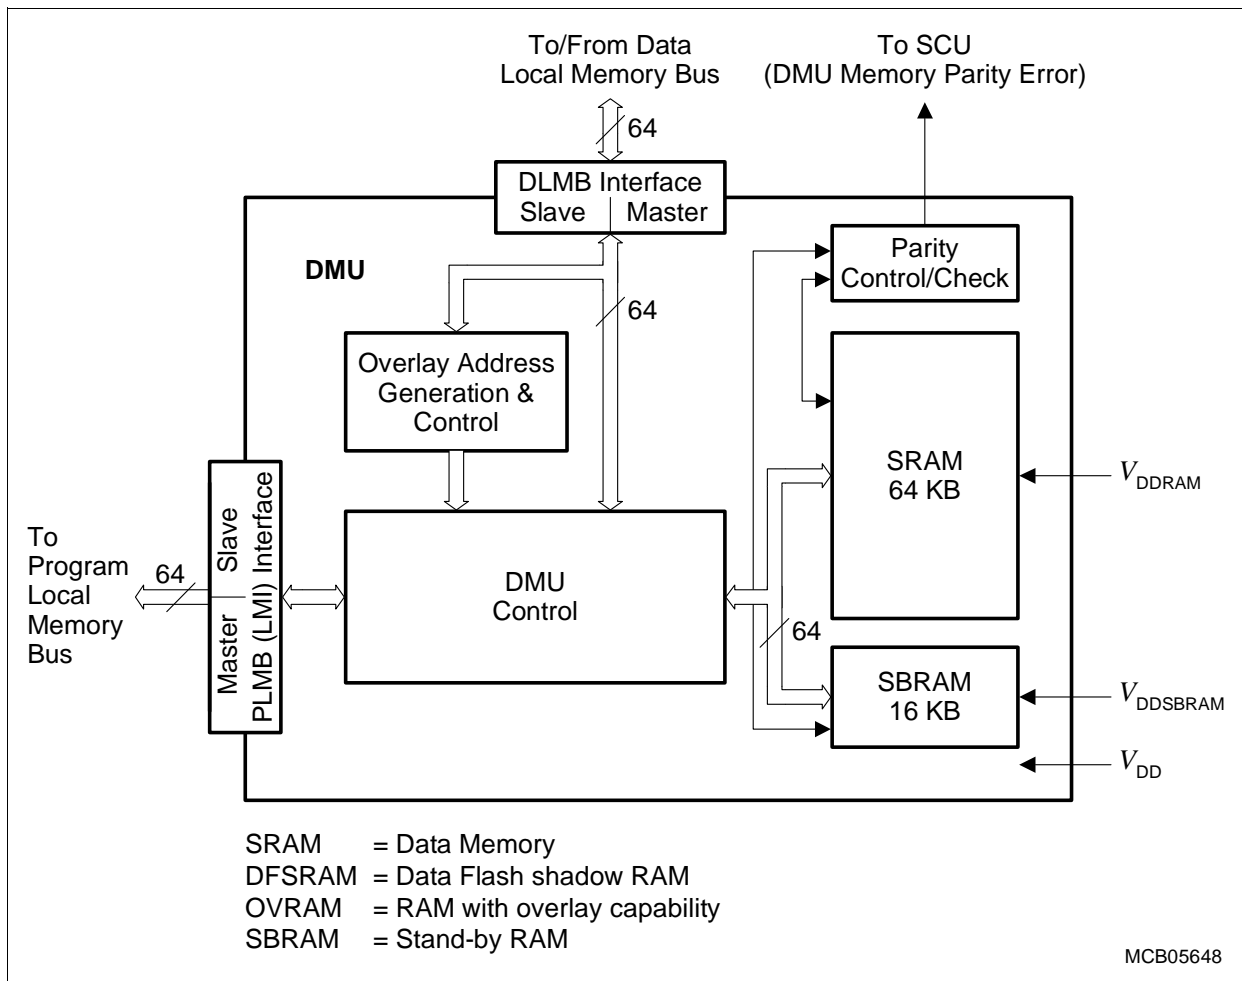 To/From Data
Local Memory Bus
To SCU
(DMU Memory Parity Error)
64
DLMB Interface
Slave Master
DMU
Parity
Control/Check
64
Overlay Address
Generation &
Control
SRAM
64 KB
VDDRAM
To
Program
Local
Memory
Bus
64
Master Slave
PLMB (LMI) Interface
DMU
Control
64
SBRAM
16 KB
VDDSBRAM
VDD
SRAM = Data Memory
DFSRAM = Data Flash shadow RAM
OVRAM = RAM with overlay capability
SBRAM = Stand-by RAM
MCB05648